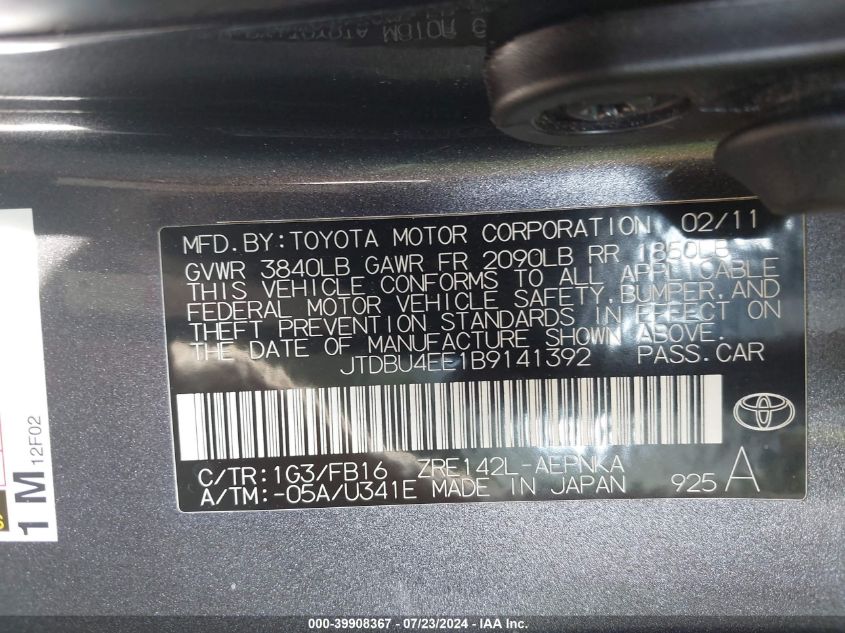 MFD.BY:TOYOTA MOTOR CORPORATION 02/11
GVWR 3840LB GAWR FR 2090LB RR 1850LB
THIS VEHICLE CONFORMS TO ALL APPLICABLE
FEDERAL MOTOR VEHICLE SAFETY, BUMPER, AND
THEFT PREVENTION STANDARDS IN EFFECT ON
THE DATE OF MANUFACTURE SHOWN ABOVE.
JTDBU4EE1B9141392 PASS.CAR
C/TR:1G3/FB16 ZRE142L-AEPNKA
A/TM:-05A/U341E MADE IN JAPAN 925 A
1 M 12F02
000-39908367 - 07/23/2024 - IAA Inc.